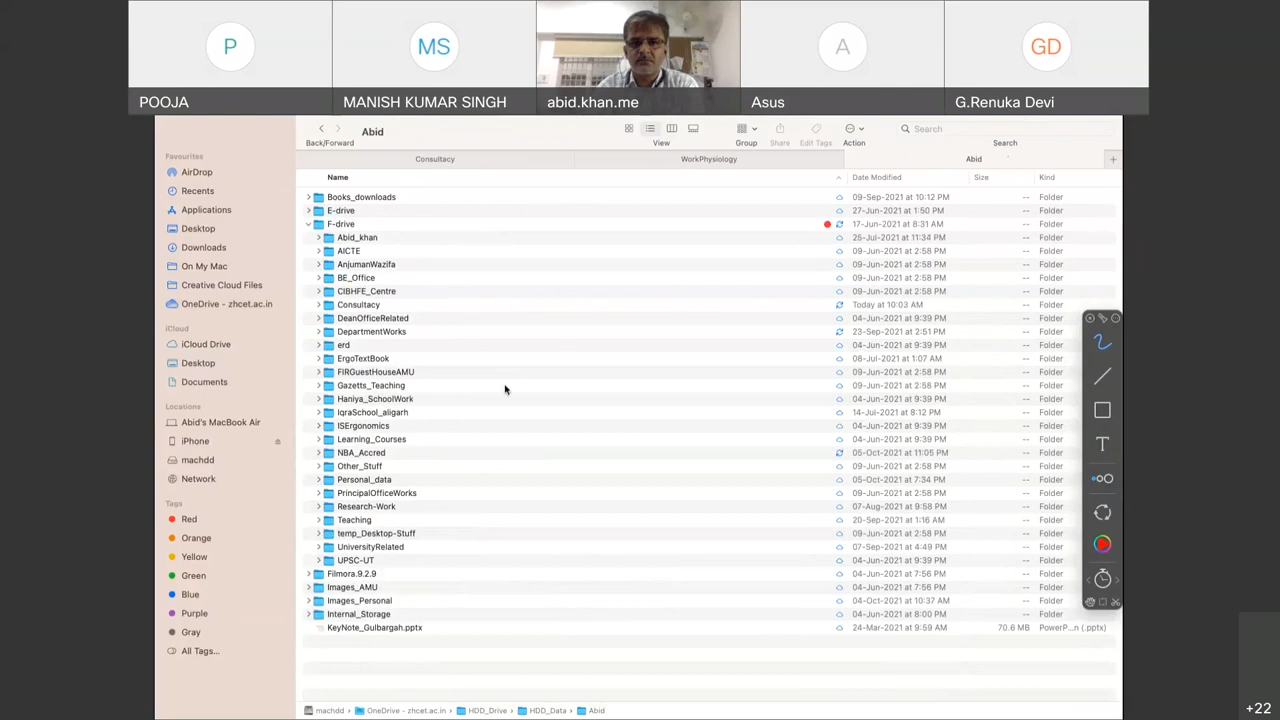 P
MS
A
GD
POOJA
MANISH KUMAR SINGH
abid.khan.me
Asus
G.Renuka Devi
Abid
Search
Back/Forward
View
Group
Share
Edit Tags
Action
Search
Consultacy
WorkPhysiology
Abid
+
Favourites
AirDrop
Recents
Applications
Desktop
Downloads
On My Mac
Creative Cloud Files
OneDrive - zhcet.ac.in
iCloud
iCloud Drive
Desktop
Documents
Locations
Abid's MacBook Air
iPhone
machdd
Network
Tags
Red
Orange
Yellow
Green
Blue
Purple
Gray
All Tags...
Name Date Modified Size Kind
Books_downloads 09-Sep-2021 at 10:12 PM -- Folder
E-drive 27-Jun-2021 at 1:50 PM -- Folder
F-drive 17-Jun-2021 at 8:31 AM -- Folder
Abid_khan 25-Jul-2021 at 11:34 PM -- Folder
AICTE 09-Jun-2021 at 2:58 PM -- Folder
AnjumanWazifa 09-Jun-2021 at 2:58 PM -- Folder
BE_Office 09-Jun-2021 at 2:58 PM -- Folder
CIBHFE_Centre 09-Jun-2021 at 2:58 PM -- Folder
Consultacy Today at 10:03 AM -- Folder
DeanOfficeRelated 04-Jun-2021 at 9:39 PM -- Folder
DepartmentWorks 23-Sep-2021 at 2:51 PM -- Folder
erd 04-Jun-2021 at 9:39 PM -- Folder
ErgoTextBook 08-Jul-2021 at 1:07 AM -- Folder
FIRGuestHouseAMU 09-Jun-2021 at 2:58 PM -- Folder
Gazetts_Teaching 09-Jun-2021 at 2:58 PM -- Folder
Haniya_SchoolWork 04-Jun-2021 at 9:39 PM -- Folder
IqraSchool_aligarh 14-Jul-2021 at 8:12 PM -- Folder
ISErgonomics 04-Jun-2021 at 9:39 PM -- Folder
Learning_Courses 04-Jun-2021 at 9:39 PM -- Folder
NBA_Accred 05-Oct-2021 at 11:05 PM -- Folder
Other_Stuff 09-Jun-2021 at 2:58 PM -- Folder
Personal_data 05-Oct-2021 at 7:34 PM -- Folder
PrincipalOfficeWorks 09-Jun-2021 at 2:58 PM -- Folder
Research-Work 07-Aug-2021 at 9:58 PM -- Folder
Teaching 20-Sep-2021 at 1:16 AM -- Folder
temp_Desktop-Stuff 09-Jun-2021 at 2:58 PM -- Folder
UniversityRelated 07-Sep-2021 at 4:49 PM -- Folder
UPSC-UT 04-Jun-2021 at 9:39 PM -- Folder
Filmora.9.2.9 04-Jun-2021 at 7:56 PM -- Folder
Images_AMU 04-Jun-2021 at 7:56 PM -- Folder
Images_Personal 04-Oct-2021 at 10:37 AM -- Folder
Internal_Storage 04-Jun-2021 at 8:00 PM -- Folder
KeyNote_Gulbargah.pptx 24-Mar-2021 at 9:59 AM 70.6 MB PowerP...n (.pptx)
machdd › OneDrive - zhcet.ac.in › HDD_Drive › HDD_Data › Abid
T
+22